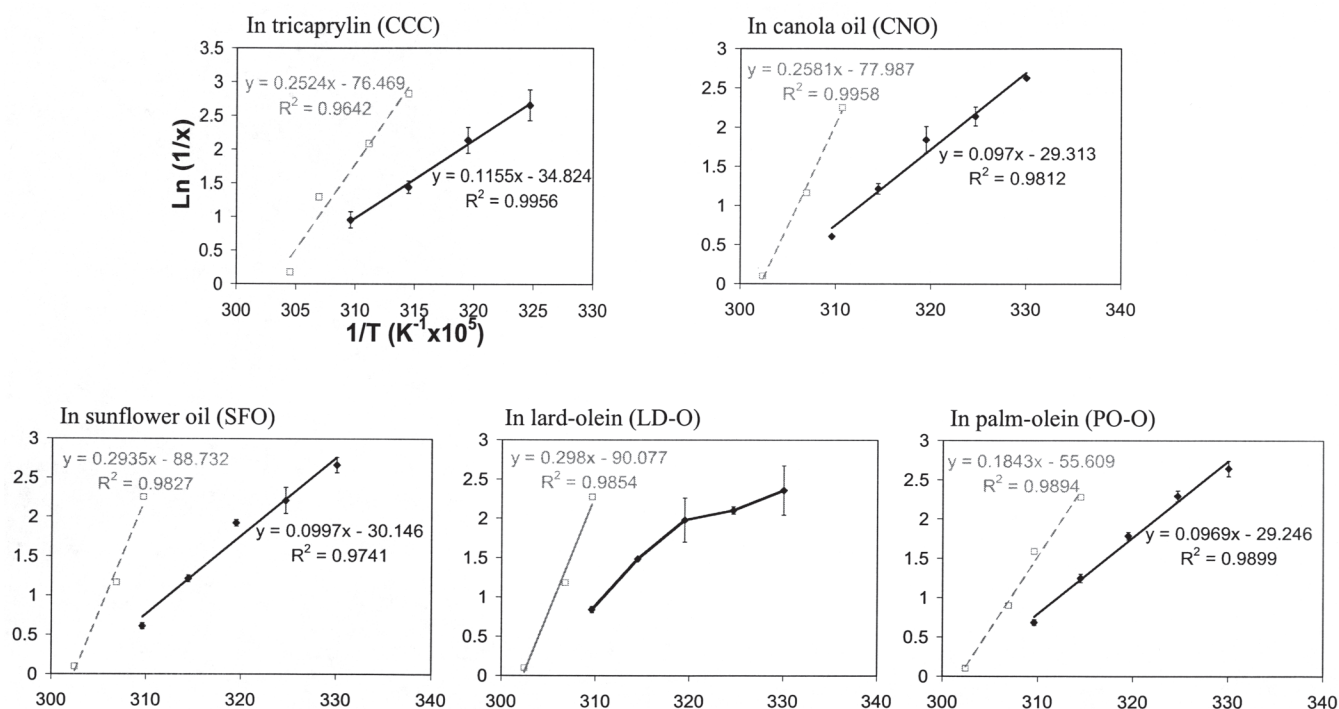 In tricaprylin (CCC)
3.5
3
2.5
2
1.5
1
0.5
0
Ln (1/x)
y = 0.2524x - 76.469
R² = 0.9642
y = 0.1155x - 34.824
R² = 0.9956
300 305 310 315 320 325 330
1/T (K⁻¹x10⁵)
In canola oil (CNO)
3
2.5
2
1.5
1
0.5
0
y = 0.2581x - 77.987
R² = 0.9958
y = 0.097x - 29.313
R² = 0.9812
300 310 320 330 340
In sunflower oil (SFO)
3
2.5
2
1.5
1
0.5
0
y = 0.2935x - 88.732
R² = 0.9827
y = 0.0997x - 30.146
R² = 0.9741
300 310 320 330 340
In lard-olein (LD-O)
3
2.5
2
1.5
1
0.5
0
y = 0.298x - 90.077
R² = 0.9854
300 310 320 330 340
In palm-olein (PO-O)
3
2.5
2
1.5
1
0.5
0
y = 0.1843x - 55.609
R² = 0.9894
y = 0.0969x - 29.246
R² = 0.9899
300 310 320 330 340